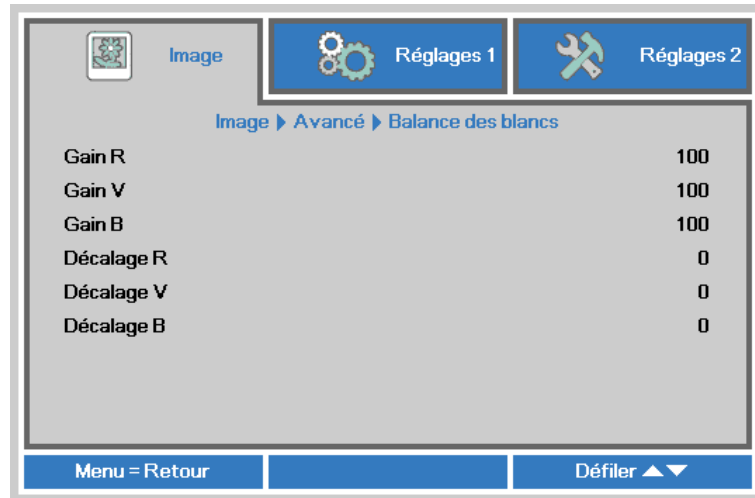 Image Réglages 1 Réglages 2
Image ▶ Avancé ▶ Balance des blancs
Gain R 100
Gain V 100
Gain B 100
Décalage R 0
Décalage V 0
Décalage B 0
Menu = Retour Défiler ▲▼